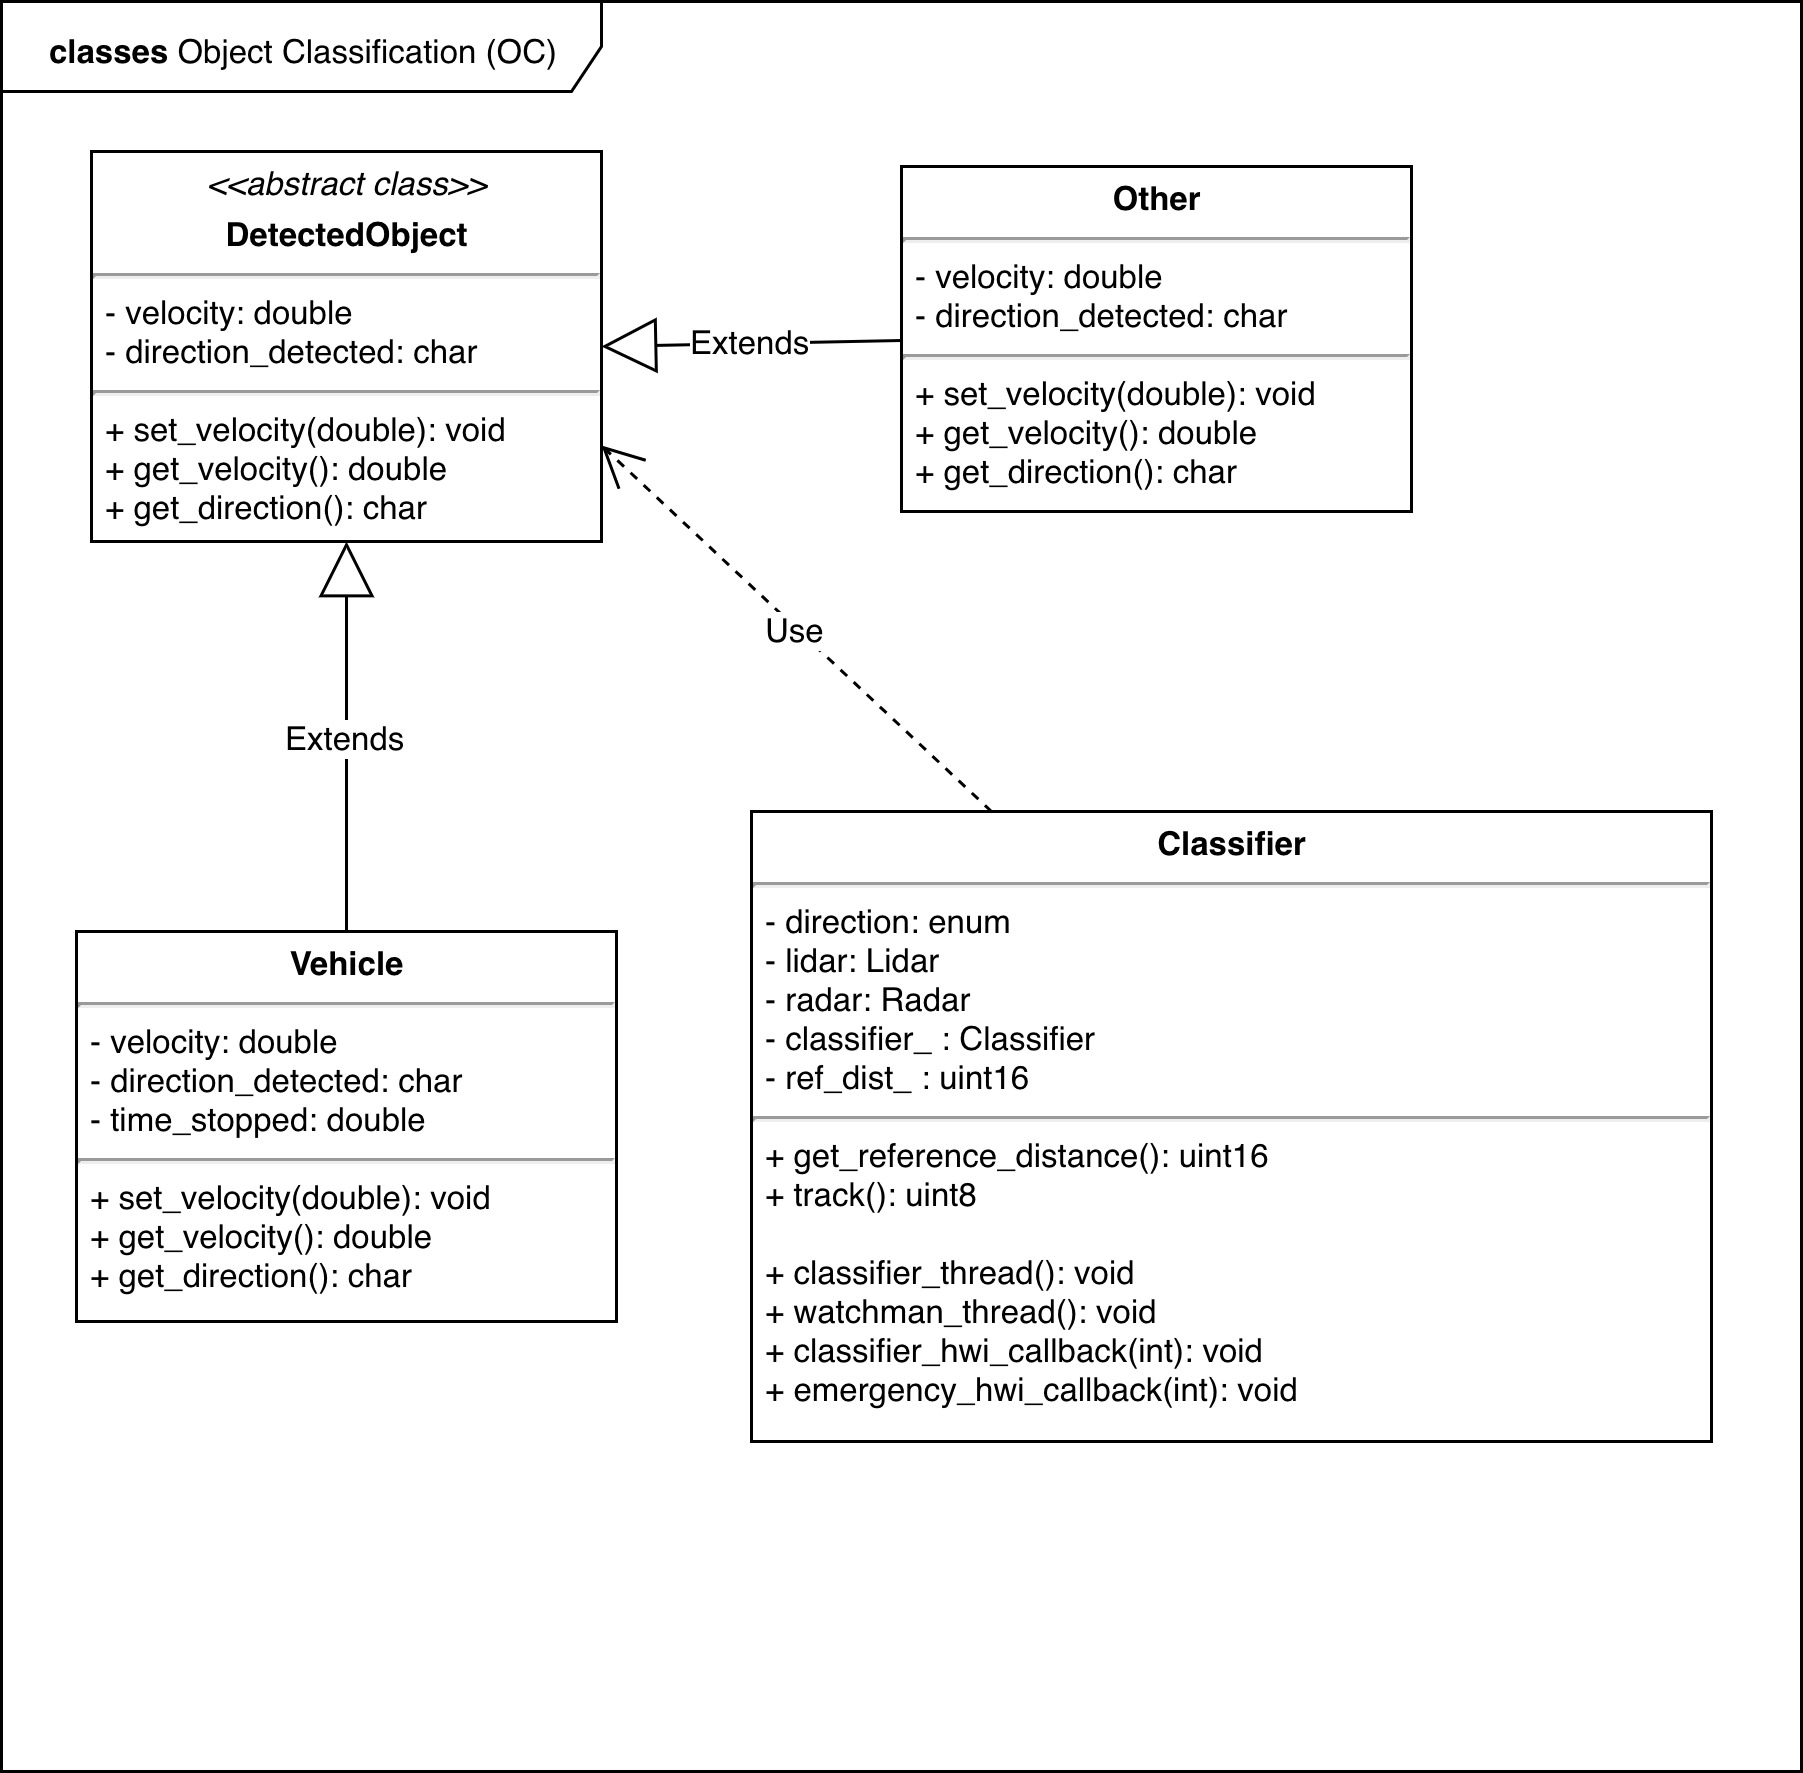 classes Object Classification (OC)
<<abstract class>>
DetectedObject
- velocity: double
- direction_detected: char
+ set_velocity(double): void
+ get_velocity(): double
+ get_direction(): char
Extends
Other
- velocity: double
- direction_detected: char
+ set_velocity(double): void
+ get_velocity(): double
+ get_direction(): char
Use
Extends
Vehicle
- velocity: double
- direction_detected: char
- time_stopped: double
+ set_velocity(double): void
+ get_velocity(): double
+ get_direction(): char
Classifier
- direction: enum
- lidar: Lidar
- radar: Radar
- classifier_ : Classifier
- ref_dist_ : uint16
+ get_reference_distance(): uint16
+ track(): uint8
+ classifier_thread(): void
+ watchman_thread(): void
+ classifier_hwi_callback(int): void
+ emergency_hwi_callback(int): void